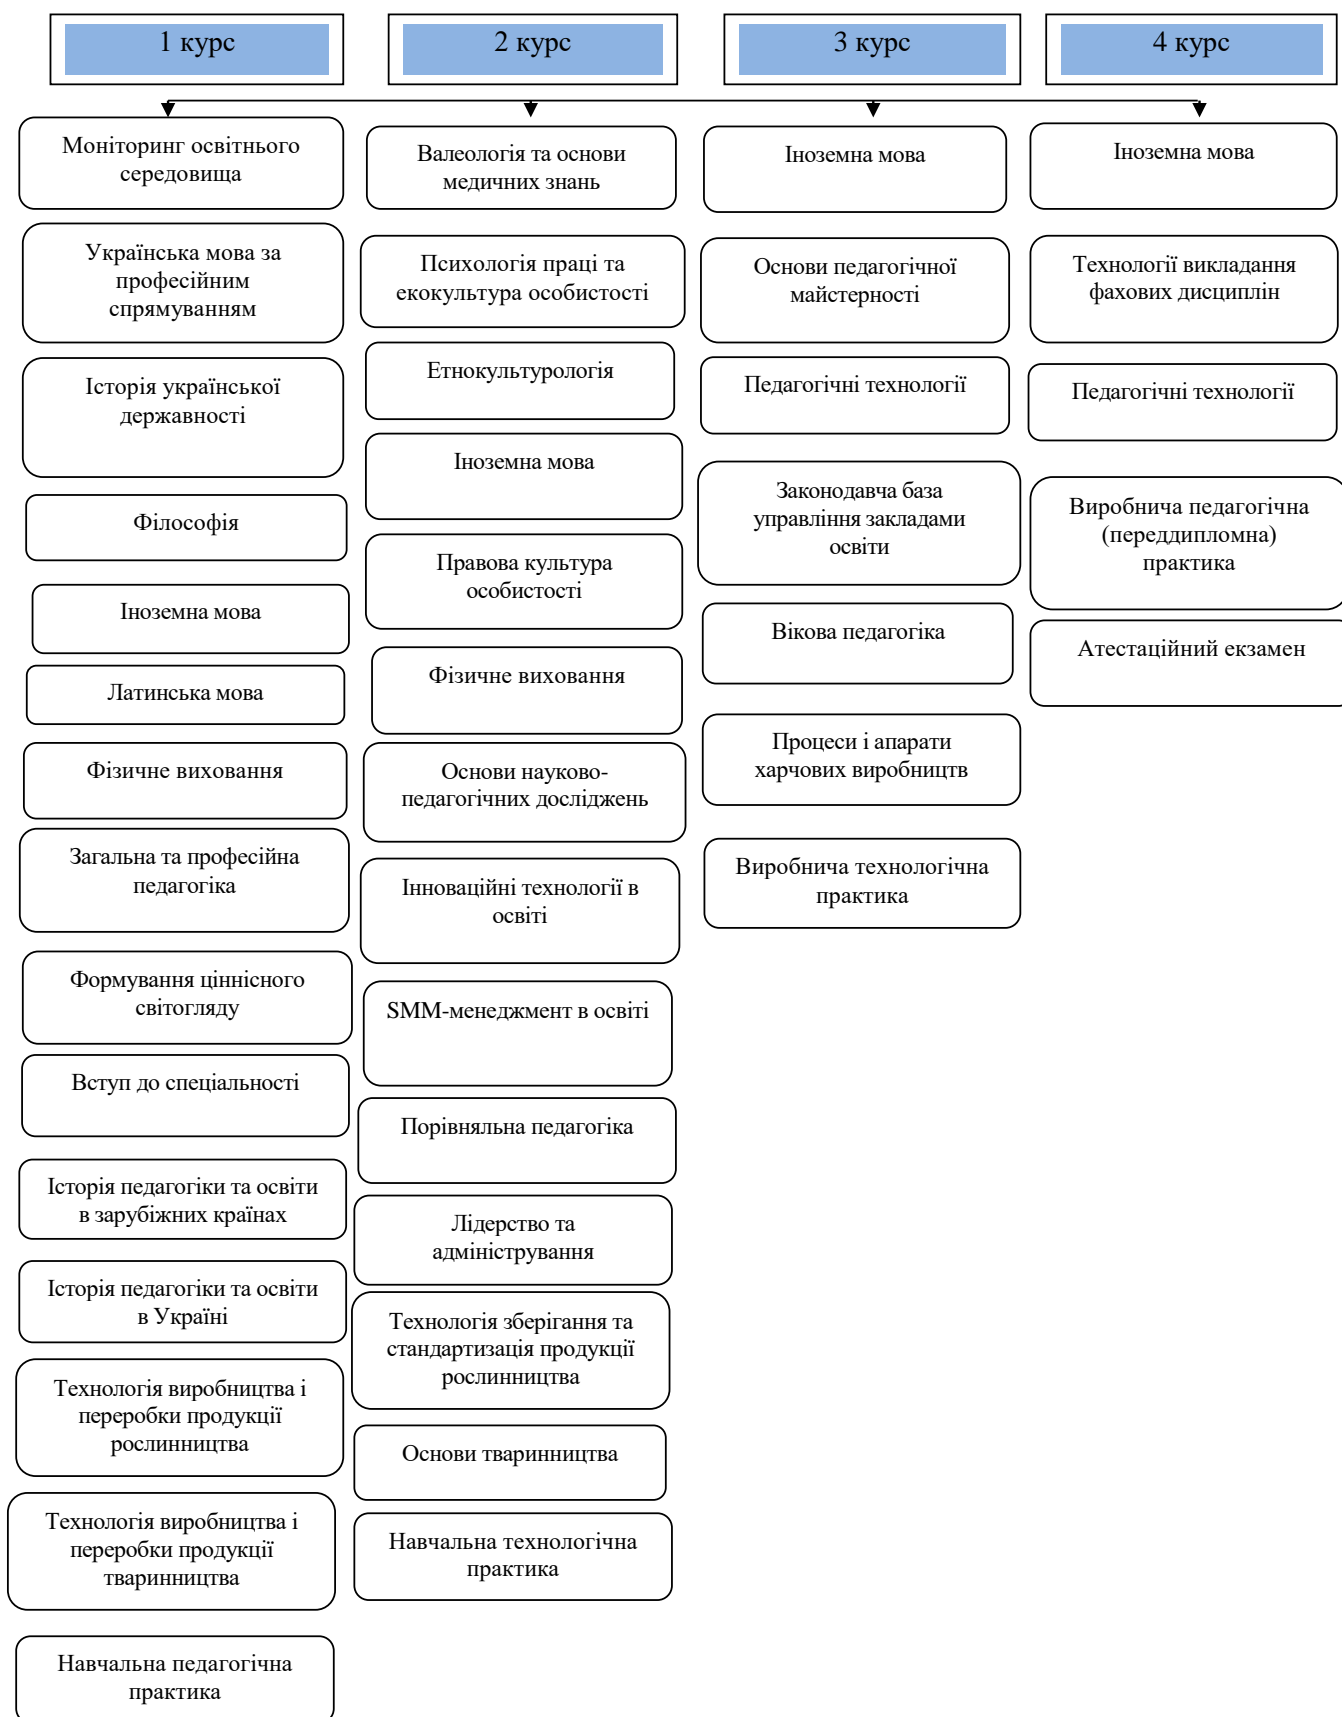 1 курс
2 курс
3 курс
4 курс
Моніторинг освітнього
середовища
Українська мова за
професійним
спрямуванням
Історія української
державності
Філософія
Іноземна мова
Латинська мова
Фізичне виховання
Загальна та професійна
педагогіка
Формування ціннісного
світогляду
Вступ до спеціальності
Історія педагогіки та освіти
в зарубіжних країнах
Історія педагогіки та освіти
в Україні
Технологія виробництва і
переробки продукції
рослинництва
Технологія виробництва і
переробки продукції
тваринництва
Навчальна педагогічна
практика
Валеологія та основи
медичних знань
Психологія праці та
екокультура особистості
Етнокультурологія
Іноземна мова
Правова культура
особистості
Фізичне виховання
Основи науково-
педагогічних досліджень
Інноваційні технології в
освіті
SMM-менеджмент в освіті
Порівняльна педагогіка
Лідерство та
адміністрування
Технологія зберігання та
стандартизація продукції
рослинництва
Основи тваринництва
Навчальна технологічна
практика
Іноземна мова
Основи педагогічної
майстерності
Педагогічні технології
Законодавча база
управління закладами
освіти
Вікова педагогіка
Процеси і апарати
харчових виробництв
Виробнича технологічна
практика
Іноземна мова
Технології викладання
фахових дисциплін
Педагогічні технології
Виробнича педагогічна
(переддипломна)
практика
Атестаційний екзамен